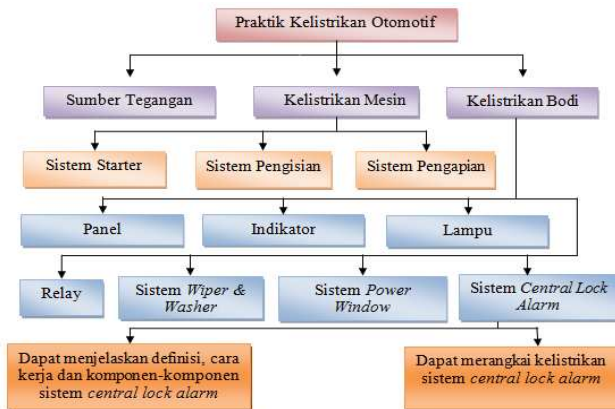 Praktik Kelistrikan Otomotif
Sumber Tegangan
Kelistrikan Mesin
Kelistrikan Bodi
Sistem Starter
Sistem Pengisian
Sistem Pengapian
Panel
Indikator
Lampu
Relay
Sistem Wiper &
Washer
Sistem Power
Window
Sistem Central Lock
Alarm
Dapat menjelaskan definisi, cara
kerja dan komponen-komponen
sistem central lock alarm
Dapat merangkai kelistrikan
sistem central lock alarm